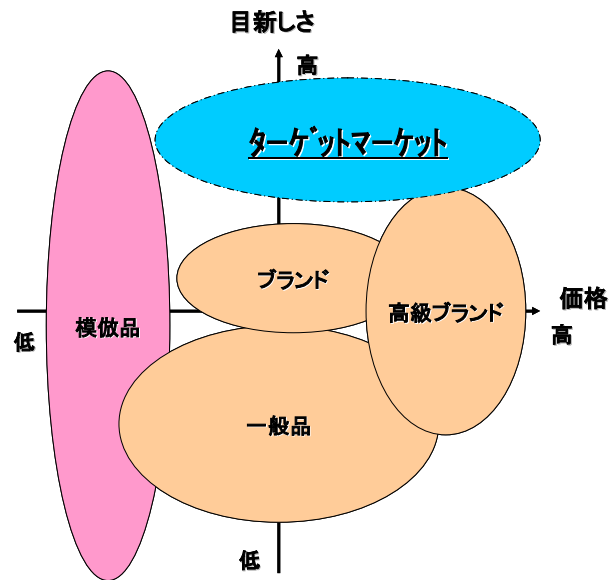 目新しさ
高
ターゲットマーケット
ブランド
価格
高級ブランド
模倣品
低
高
一般品
低